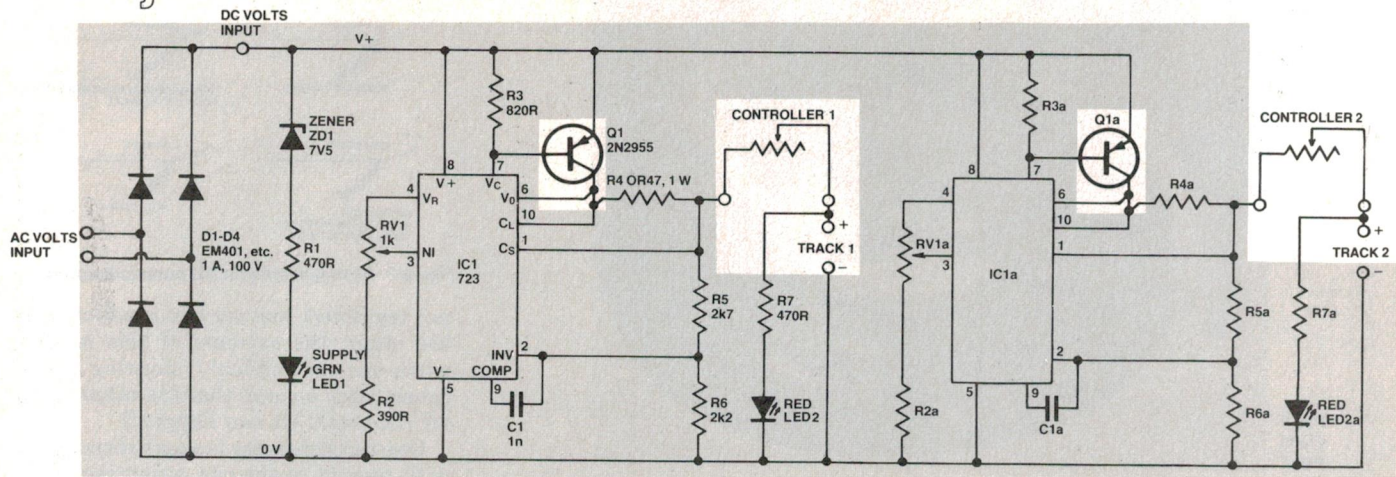 DC VOLTS
INPUT
V+
AC VOLTS
INPUT
D1-D4
EM401, etc.
1 A, 100 V
ZENER
ZD1
7V5
R1
470R
SUPPLY
GRN
LED1
0 V
RV1
1k
R2
390R
R3
820R
Q1
2N2955
8
V+
7
VC
4
VR
6
VO
10
CL
NI
3
1
CS
IC1
723
2
INV
COMP
V–
5
9
C1
1n
R4 OR47, 1 W
R5
2k7
R6
2k2
CONTROLLER 1
+
TRACK 1
–
R7
470R
RED
LED2
R3a
Q1a
8
7
4
6
10
RV1a
3
1
IC1a
2
5
9
C1a
R2a
R4a
R5a
R6a
CONTROLLER 2
+
TRACK 2
–
R7a
RED
LED2a